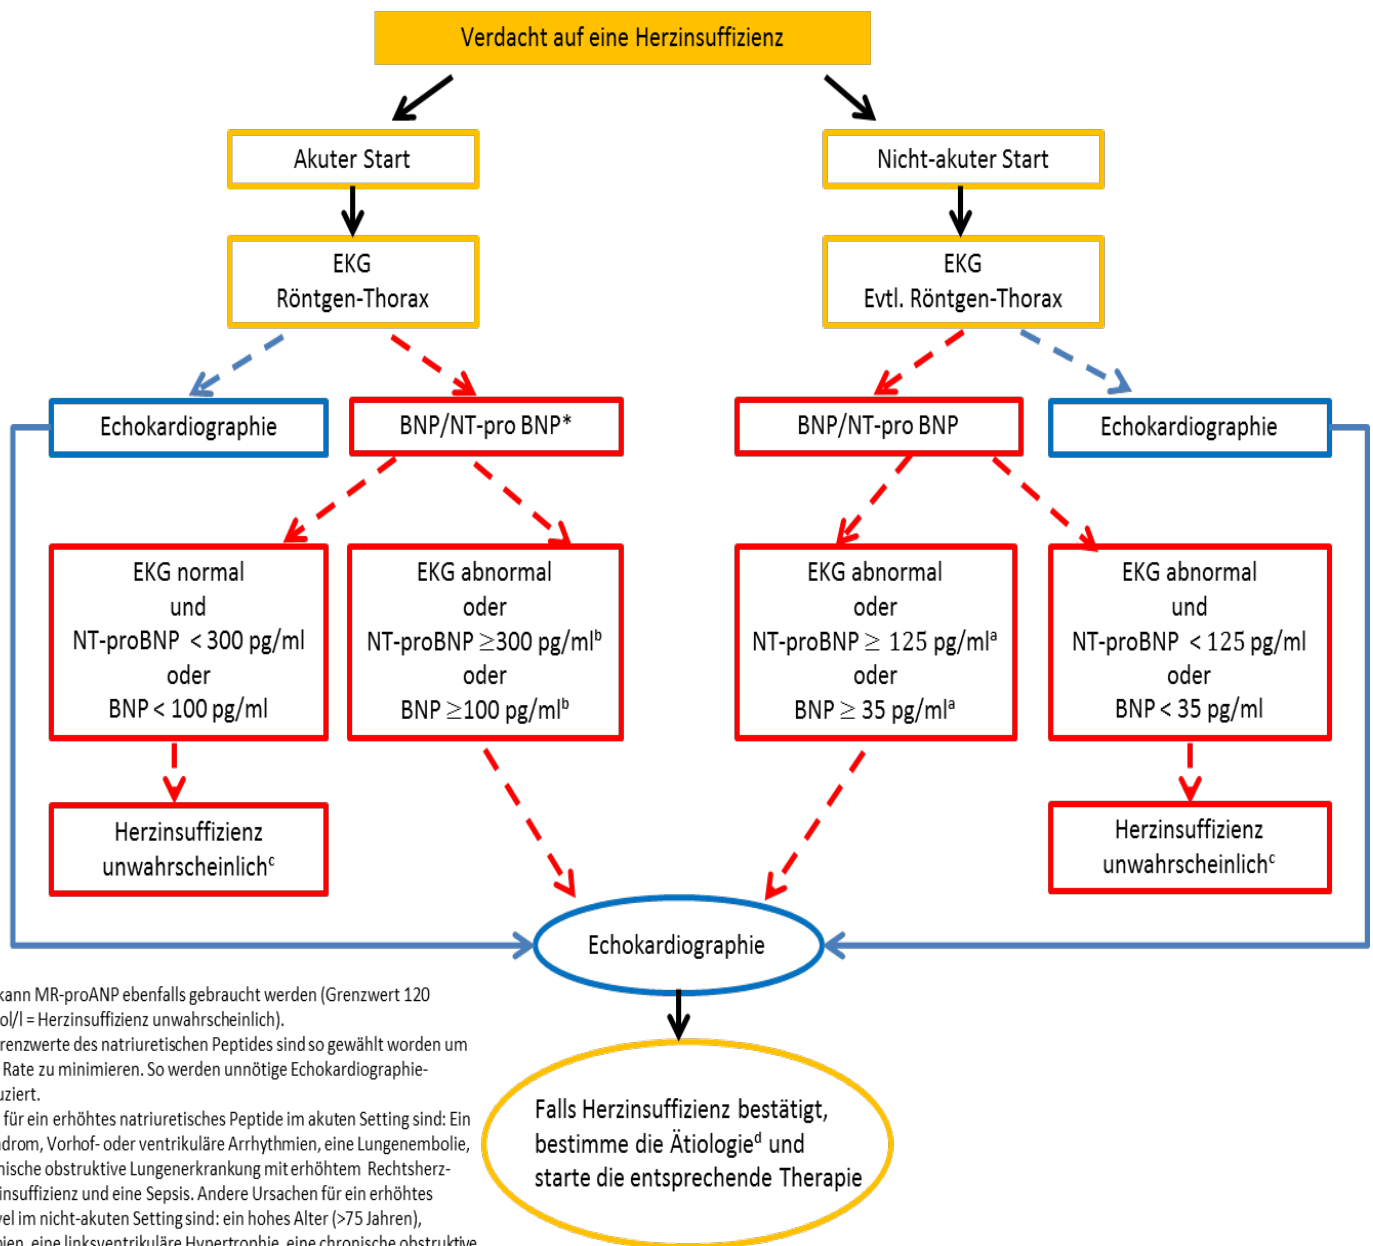 Verdacht auf eine Herzinsuffizienz
Akuter Start
Nicht-akuter Start
EKG
Röntgen-Thorax
EKG
Evtl. Röntgen-Thorax
Echokardiographie
BNP/NT-pro BNP*
BNP/NT-pro BNP
Echokardiographie
EKG normal
und
NT-proBNP < 300 pg/ml
oder
BNP < 100 pg/ml
EKG abnormal
oder
NT-proBNP ≥300 pg/mlᵇ
oder
BNP ≥100 pg/mlᵇ
EKG abnormal
oder
NT-proBNP ≥ 125 pg/mlᵃ
oder
BNP ≥ 35 pg/mlᵃ
EKG abnormal
und
NT-proBNP < 125 pg/ml
oder
BNP < 35 pg/ml
Herzinsuffizienz
unwahrscheinlichᶜ
Herzinsuffizienz
unwahrscheinlichᶜ
Echokardiographie
Falls Herzinsuffizienz bestätigt,
bestimme die Ätiologieᵈ und
starte die entsprechende Therapie
kann MR-proANP ebenfalls gebraucht werden (Grenzwert 120
ol/l = Herzinsuffizienz unwahrscheinlich).
renzwerte des natriuretischen Peptides sind so gewählt worden um
Rate zu minimieren. So werden unnötige Echokardiographie-
uziert.
für ein erhöhtes natriuretisches Peptide im akuten Setting sind: Ein
ndrom, Vorhof- oder ventrikuläre Arrhythmien, eine Lungenembolie,
nische obstruktive Lungenerkrankung mit erhöhtem Rechtsherz-
insuffizienz und eine Sepsis. Andere Ursachen für ein erhöhtes
vel im nicht-akuten Setting sind: ein hohes Alter (>75 Jahren),
eine linksventrikuläre Hypertrophie, eine chronische obstruktive